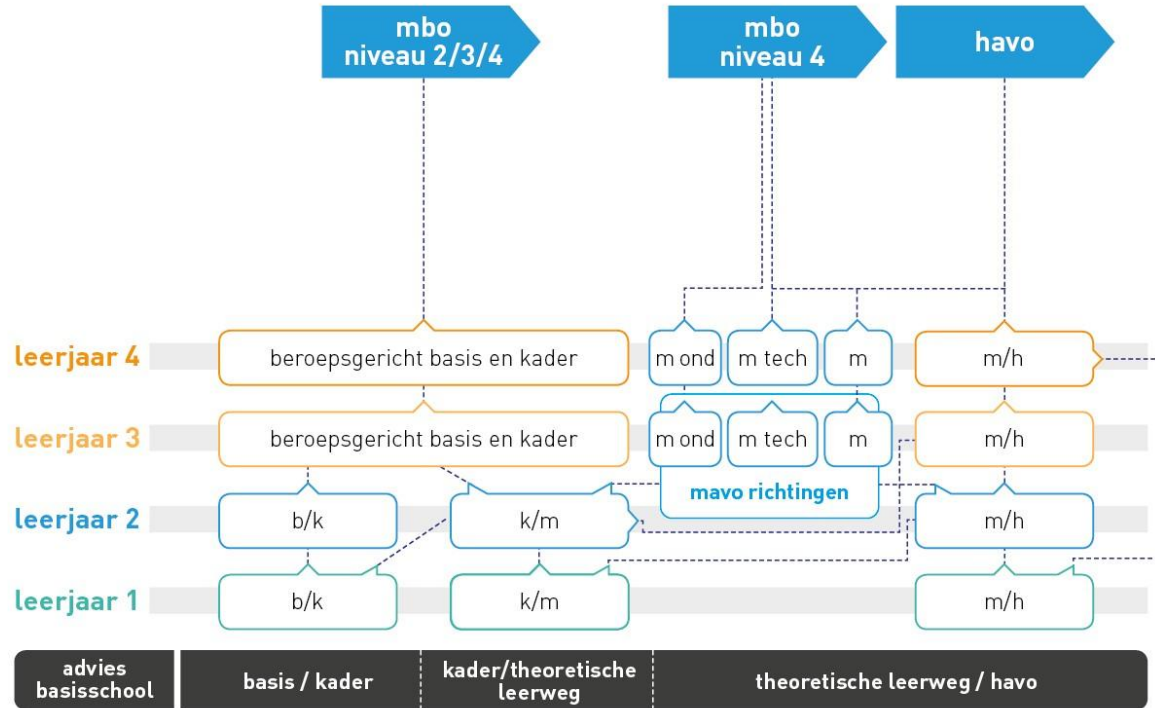 mbo
niveau 2/3/4
mbo
niveau 4
havo
leerjaar 4
beroepsgericht basis en kader
m ond
m tech
m
m/h
leerjaar 3
beroepsgericht basis en kader
m ond
m tech
m
m/h
mavo richtingen
leerjaar 2
b/k
k/m
m/h
leerjaar 1
b/k
k/m
m/h
advies
basisschool
basis / kader
kader/theoretische
leerweg
theoretische leerweg / havo